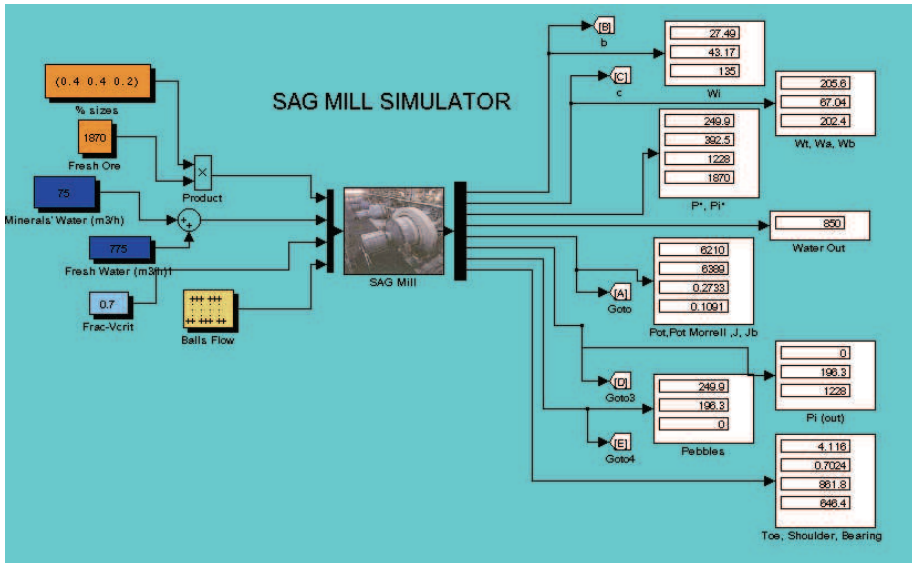 SAG MILL SIMULATOR
(0.4 0.4 0.2)
% sizes
1870
Fresh Ore
×
Product
75
Minerals' Water (m3/h)
775
Fresh Water (m3/h)1
0.7
Frac-Vcrit
Balls Flow
SAG Mill
[B]
b
[C]
c
27.49
43.17
135
Wi
205.6
67.04
202.4
Wt, Wa, Wb
249.9
392.5
1228
1870
P*, Pi*
850
Water Out
6210
6389
0.2733
0.1091
Pot,Pot Morrell ,J, Jb
[A]
Goto
0
196.3
1228
Pi (out)
[D]
Goto3
249.9
196.3
0
Pebbles
[E]
Goto4
4.116
0.7024
861.8
646.4
Toe, Shoulder, Bearing